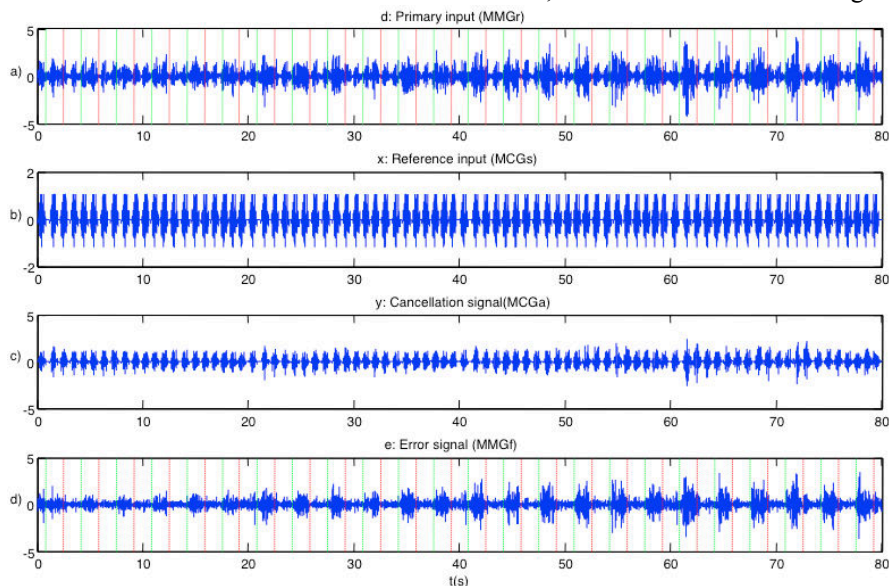 d: Primary input (MMGr)
5
a) 0
-5
0 10 20 30 40 50 60 70 80
x: Reference input (MCGs)
2
b) 0
-2
0 10 20 30 40 50 60 70 80
y: Cancellation signal(MCGa)
5
c) 0
-5
0 10 20 30 40 50 60 70 80
e: Error signal (MMGf)
5
d) 0
-5
0 10 20 30 40 50 60 70 80
t(s)